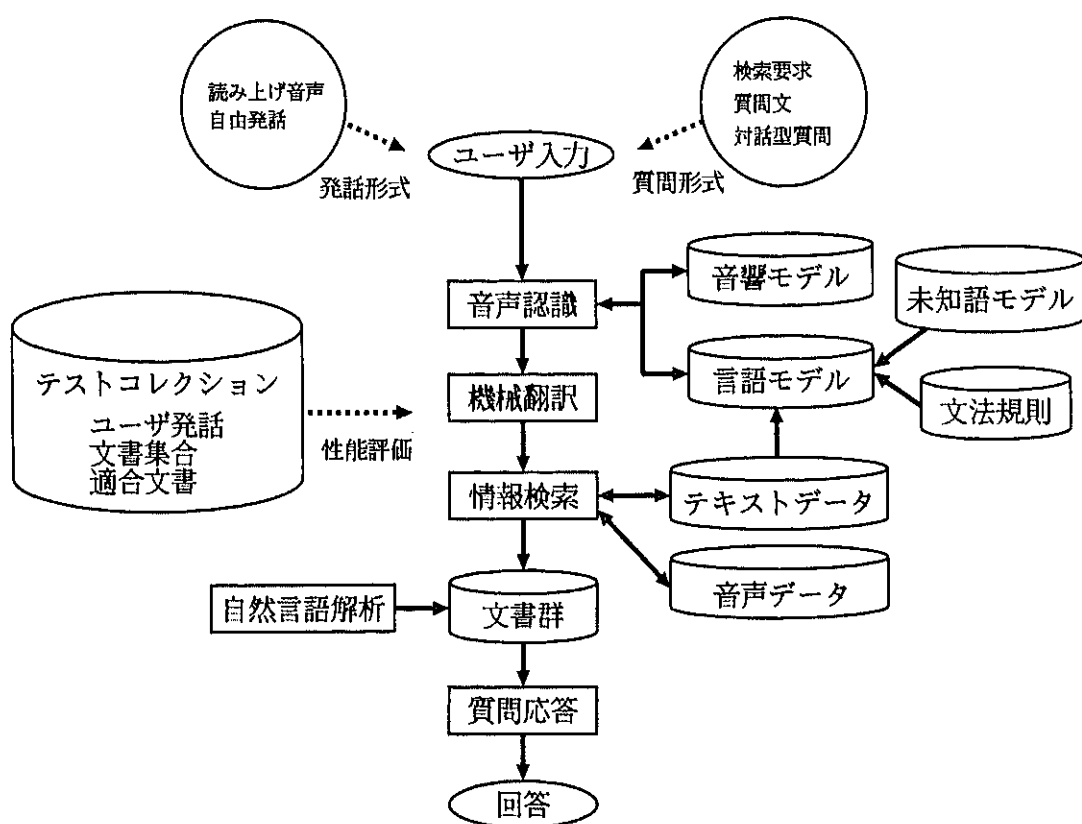 読み上げ音声
自由発話
検索要求
質問文
対話型質問
ユーザ入力
発話形式
質問形式
音響モデル
未知語モデル
音声認識
テストコレクション
ユーザ発話
文書集合
適合文書
言語モデル
機械翻訳
文法規則
性能評価
情報検索
テキストデータ
音声データ
自然言語解析
文書群
質問応答
回答